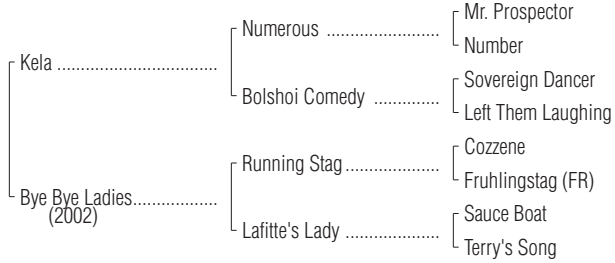 Mr. Prospector
Numerous ........................
Number
Kela ..................................
Sovereign Dancer
Bolshoi Comedy ..............
Left Them Laughing
Cozzene
Running Stag....................
Fruhlingstag (FR)
Bye Bye Ladies..................
(2002)
Sauce Boat
Lafitte's Lady ....................
Terry's Song